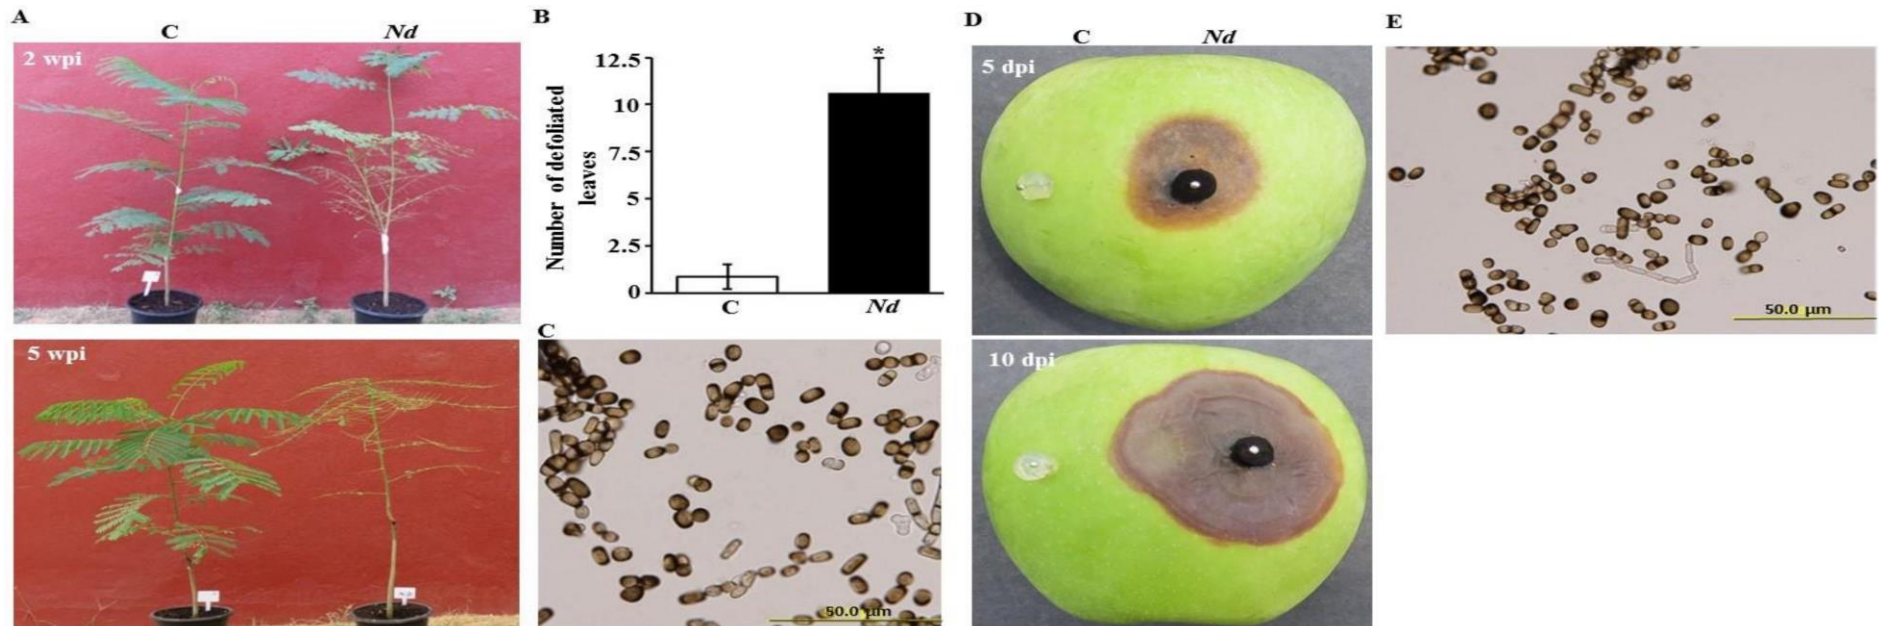 A
C
Nd
2 wpi
5 wpi
B
Number of defoliated
leaves
12.5
10
7.5
5
2.5
0
*
C
Nd
C
50.0 µm
D
C
Nd
5 dpi
10 dpi
E
50.0 µm